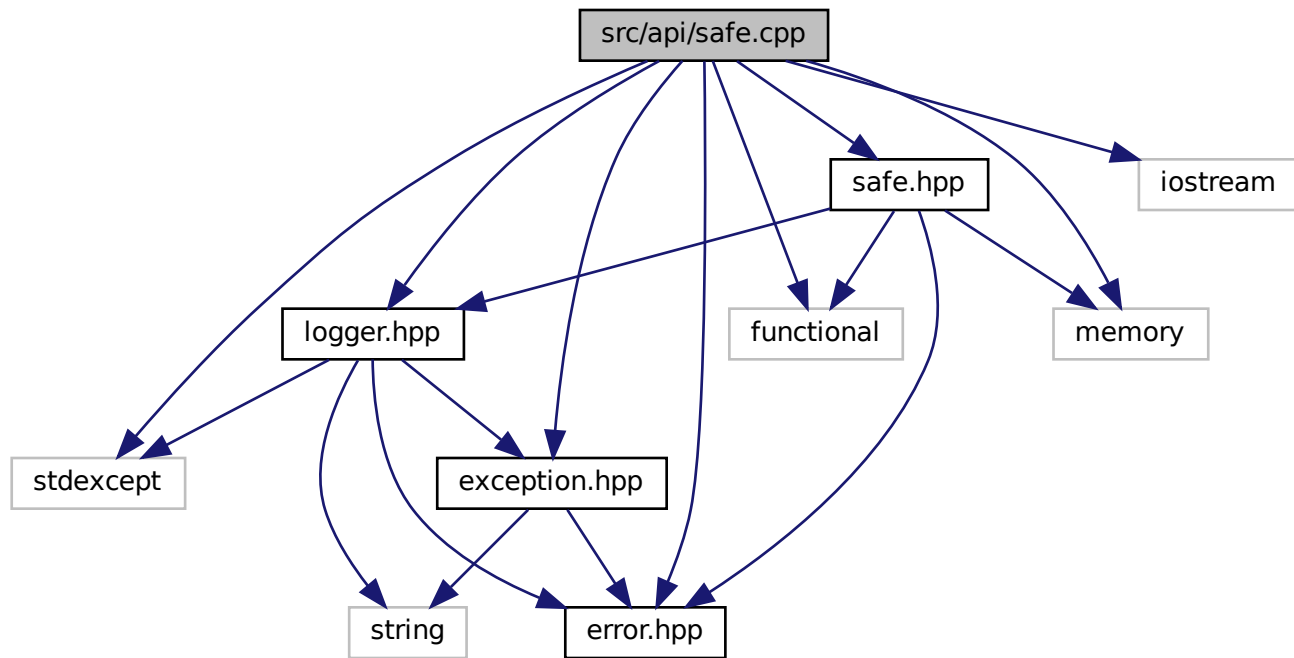 src/api/safe.cpp
safe.hpp
iostream
logger.hpp
functional
memory
stdexcept
exception.hpp
string
error.hpp